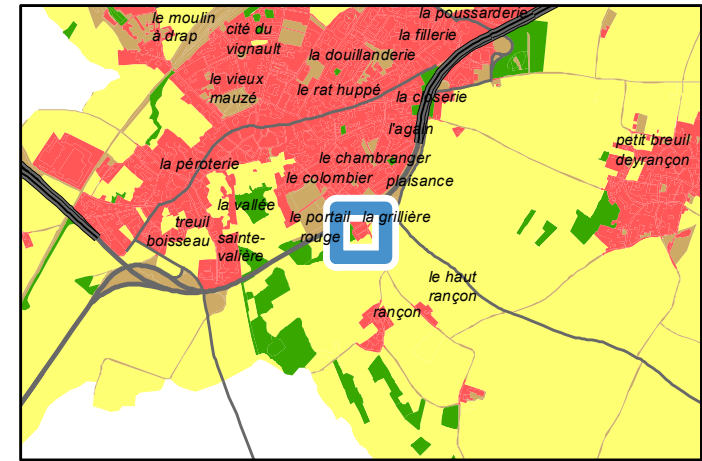 la poussarderie
le moulin
à drap
cité du
vignault
la fillerie
la douillanderie
le vieux
mauzé
le rat huppé
la closerie
l'again
petit breuil
deyrançon
la péroterie
le chambranger
le colombier
plaisance
la vallée
le portail
rouge
la grillière
treuil
boisseau
sainte-
valière
le haut
rançon
rançon